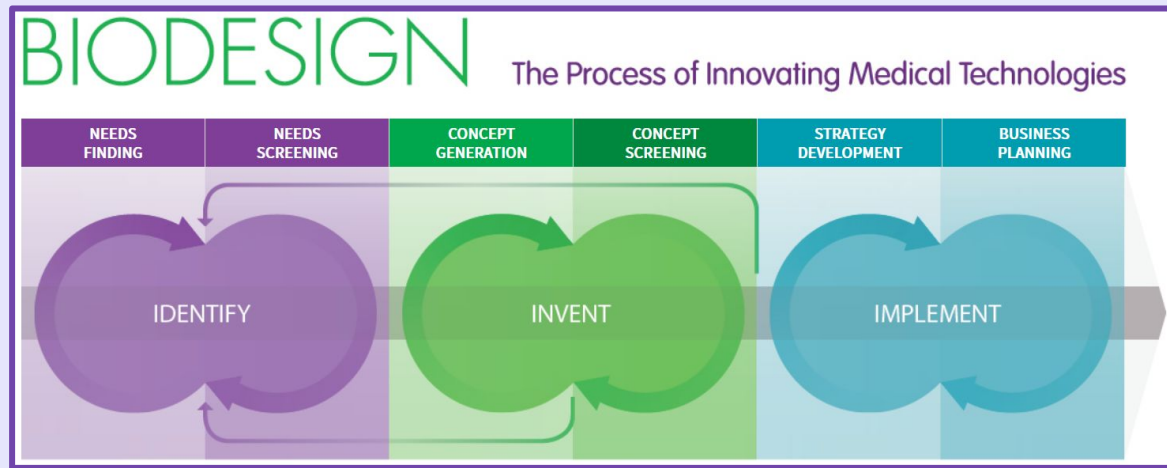 BIODESIGN
The Process of Innovating Medical Technologies
NEEDS
FINDING
NEEDS
SCREENING
CONCEPT
GENERATION
CONCEPT
SCREENING
STRATEGY
DEVELOPMENT
BUSINESS
PLANNING
IDENTIFY
INVENT
IMPLEMENT